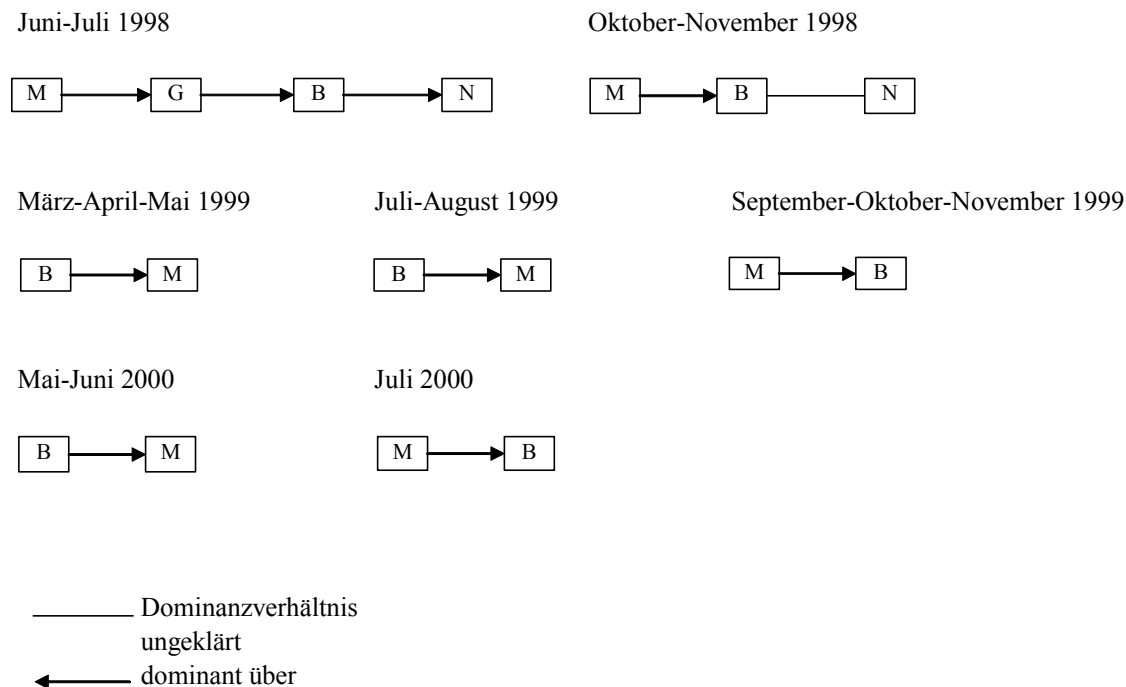 Juni-Juli 1998 Oktober-November 1998
M G B N M B N
März-April-Mai 1999 Juli-August 1999 September-Oktober-November 1999
B M B M M B
Mai-Juni 2000 Juli 2000
B M M B
Dominanzverhältnis
ungeklärt
dominant über